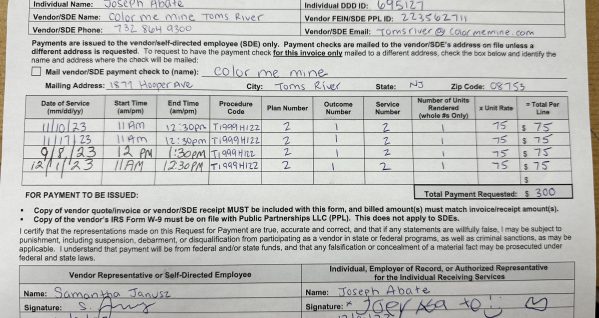 Individual Name: Joseph Abate Individual DDD ID: 695127
Vendor/SDE Name: Color me mine Toms River Vendor FEIN/SSN PPL ID: 223562711
Vendor/SDE Phone: 732 864 9300 Vendor/SDE Email: Tomsriver@Colormemine.com
Payments are issued to the vendor/self-directed employee (SDE) only. Payment checks are mailed to the vendor/SDE's address on file unless a
different address is requested. To request to have the payment check for this invoice only mailed to a different address, check the box below and identify the
name and address where the check will be mailed:
Mail vendor/SDE payment check to (name): Color me mine
Mailing Address: 1877 Hooper Ave City: Toms River State: NJ Zip Code: 08753
Date of Service (mm/dd/yy) Start Time (am/pm) End Time (am/pm) Procedure Code Plan Number Outcome Number Service Number Number of Units Rendered (whole #s Only) x Unit Rate = Total Per Line
11/10/23 11AM 12:30pm T1999HI22 2 1 2 1 75 $ 75
11/17/23 11AM 12:30pm T1999HI22 2 1 2 1 75 $ 75
9/8/23 12 PM 1:30pm T1999HI22 2 1 2 1 75 $ 75
12/1/23 11AM 12:30PM T1999HI22 2 1 2 1 75 $ 75
$
FOR PAYMENT TO BE ISSUED: Total Payment Requested: $ 300
• Copy of vendor quote/invoice or vendor/SDE receipt MUST be included with this form, and billed amount(s) must match invoice/receipt amount(s).
• Copy of the vendor's IRS Form W-9 must be on file with Public Partnerships LLC (PPL). This does not apply to SDEs.
I certify that the representations made on this Request for Payment are true, accurate and correct, and that if any statements are willfully false, I may be subject to
punishment, including suspension, debarment, or disqualification from participating as a vendor in state or federal programs, as well as criminal sanctions, as may be
applicable. I understand that payment will be from federal and/or state funds, and that any falsification or concealment of a material fact may be prosecuted under
federal and state laws.
Vendor Representative or Self-Directed Employee Individual, Employer of Record, or Authorized Representative
for the Individual Receiving Services
Name: Samantha Janusz Name: Joseph Abate
Signature: Signature: x